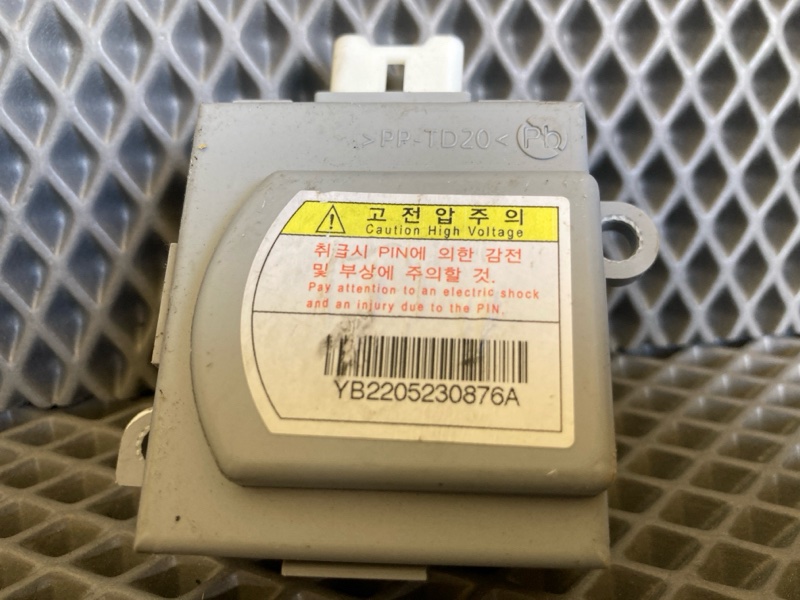 >PP-TD20< Pb
고전압주의
Caution High Voltage
취급시 PIN에 의한 감전
및 부상에 주의할 것.
Pay attention to an electric shock
and an injury due to the PIN.
YB2205230876A